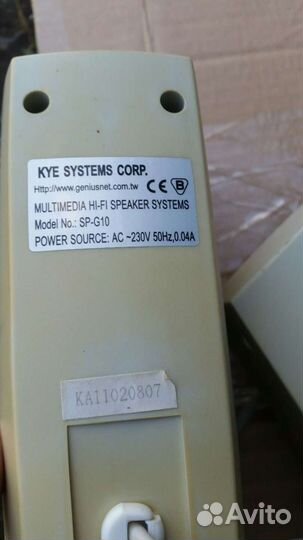 KYE SYSTEMS CORP.
Http://www.geniusnet.com.tw
CE B
MULTIMEDIA HI-FI SPEAKER SYSTEMS
Model No.: SP-G10
POWER SOURCE: AC ~230V 50Hz,0.04A
KA11020807
Avito